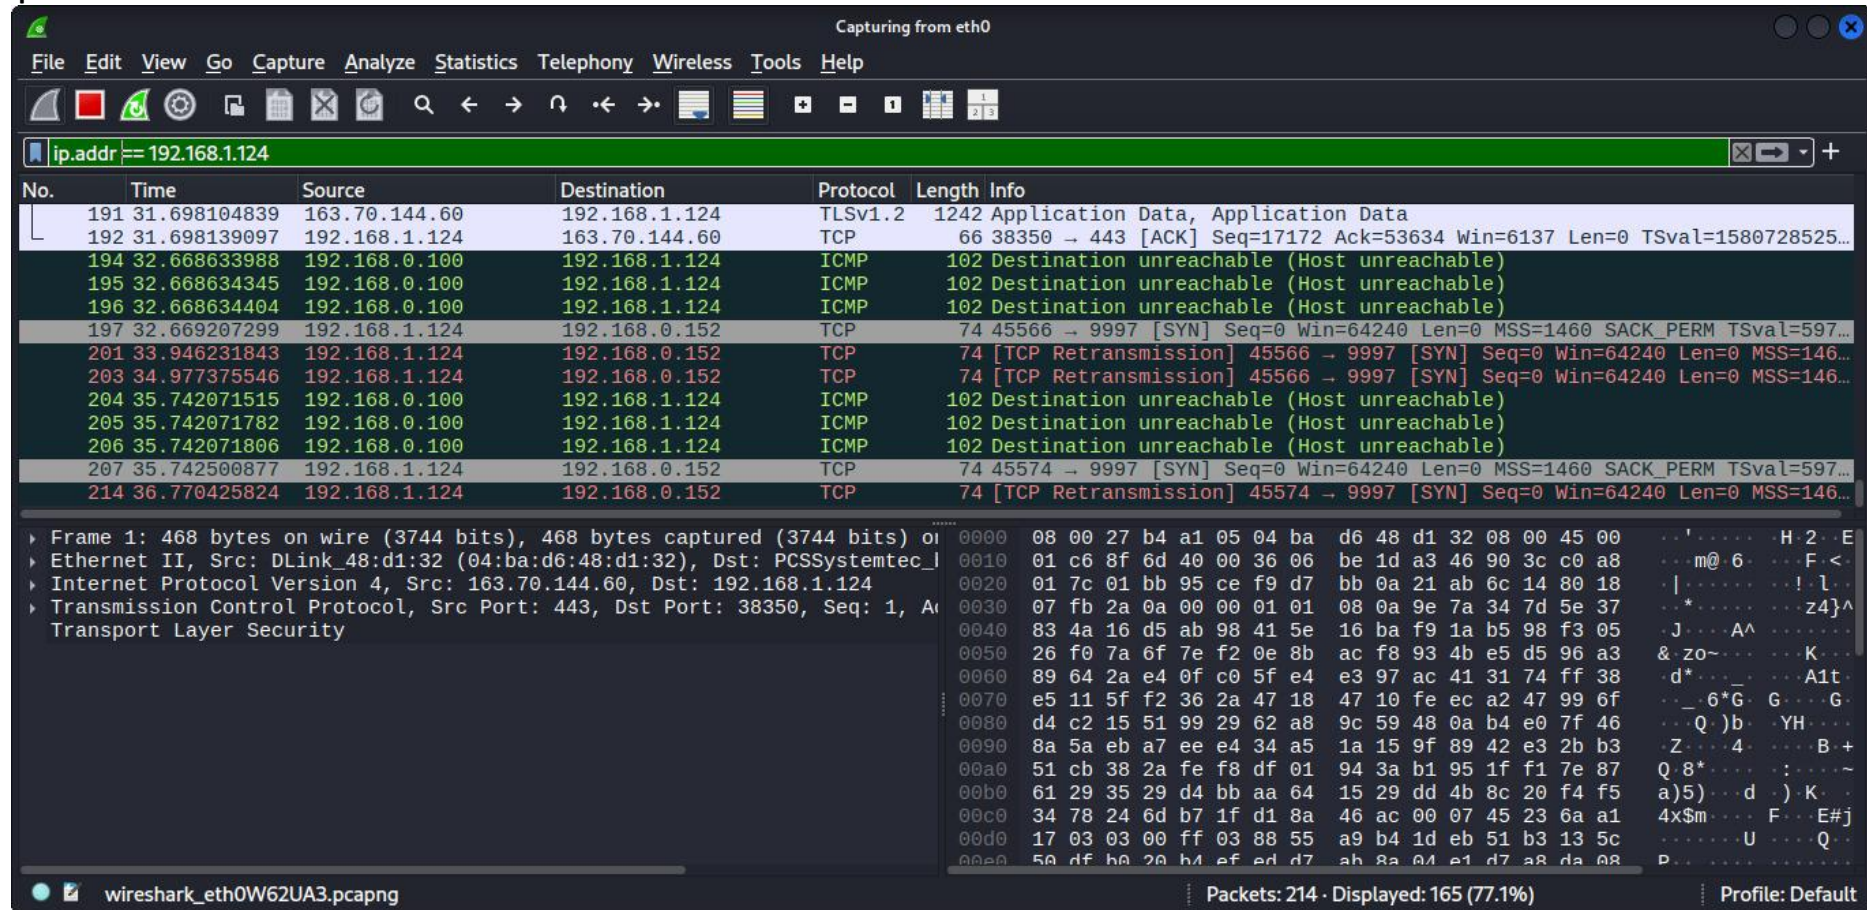 Capturing from eth0
File Edit View Go Capture Analyze Statistics Telephony Wireless Tools Help
ip.addr == 192.168.1.124
No. Time Source Destination Protocol Length Info
191 31.698104839 163.70.144.60 192.168.1.124 TLSv1.2 1242 Application Data, Application Data
192 31.698139097 192.168.1.124 163.70.144.60 TCP 66 38350 → 443 [ACK] Seq=17172 Ack=53634 Win=6137 Len=0 TSval=1580728525…
194 32.668633988 192.168.0.100 192.168.1.124 ICMP 102 Destination unreachable (Host unreachable)
195 32.668634345 192.168.0.100 192.168.1.124 ICMP 102 Destination unreachable (Host unreachable)
196 32.668634404 192.168.0.100 192.168.1.124 ICMP 102 Destination unreachable (Host unreachable)
197 32.669207299 192.168.1.124 192.168.0.152 TCP 74 45566 → 9997 [SYN] Seq=0 Win=64240 Len=0 MSS=1460 SACK_PERM TSval=597…
201 33.946231843 192.168.1.124 192.168.0.152 TCP 74 [TCP Retransmission] 45566 → 9997 [SYN] Seq=0 Win=64240 Len=0 MSS=146…
203 34.977375546 192.168.1.124 192.168.0.152 TCP 74 [TCP Retransmission] 45566 → 9997 [SYN] Seq=0 Win=64240 Len=0 MSS=146…
204 35.742071515 192.168.0.100 192.168.1.124 ICMP 102 Destination unreachable (Host unreachable)
205 35.742071782 192.168.0.100 192.168.1.124 ICMP 102 Destination unreachable (Host unreachable)
206 35.742071806 192.168.0.100 192.168.1.124 ICMP 102 Destination unreachable (Host unreachable)
207 35.742500877 192.168.1.124 192.168.0.152 TCP 74 45574 → 9997 [SYN] Seq=0 Win=64240 Len=0 MSS=1460 SACK_PERM TSval=597…
214 36.770425824 192.168.1.124 192.168.0.152 TCP 74 [TCP Retransmission] 45574 → 9997 [SYN] Seq=0 Win=64240 Len=0 MSS=146…
Frame 1: 468 bytes on wire (3744 bits), 468 bytes captured (3744 bits) o
Ethernet II, Src: DLink_48:d1:32 (04:ba:d6:48:d1:32), Dst: PCSSystemtec_
Internet Protocol Version 4, Src: 163.70.144.60, Dst: 192.168.1.124
Transmission Control Protocol, Src Port: 443, Dst Port: 38350, Seq: 1, A
Transport Layer Security
0000 08 00 27 b4 a1 05 04 ba d6 48 d1 32 08 00 45 00 ··'····· ·H·2··E
0010 01 c6 8f 6d 40 00 36 06 be 1d a3 46 90 3c c0 a8 ···m@·6· ···F·<·
0020 01 7c 01 bb 95 ce f9 d7 bb 0a 21 ab 6c 14 80 18 ·|······ ··!·l··
0030 07 fb 2a 0a 00 00 01 01 08 0a 9e 7a 34 7d 5e 37 ··*····· ···z4}^
0040 83 4a 16 d5 ab 98 41 5e 16 ba f9 1a b5 98 f3 05 ·J····A^ ·······
0050 26 f0 7a 6f 7e f2 0e 8b ac f8 93 4b e5 d5 96 a3 &·zo~··· ···K···
0060 89 64 2a e4 0f c0 5f e4 e3 97 ac 41 31 74 ff 38 ·d*···_· ···A1t·
0070 e5 11 5f f2 36 2a 47 18 47 10 fe ec a2 47 99 6f ··_·6*G· G····G·
0080 d4 c2 15 51 99 29 62 a8 9c 59 48 0a b4 e0 7f 46 ···Q·)b· ·YH····
0090 8a 5a eb a7 ee e4 34 a5 1a 15 9f 89 42 e3 2b b3 ·Z····4· ····B·+
00a0 51 cb 38 2a fe f8 df 01 94 3a b1 95 1f f1 7e 87 Q·8*···· ·:····~
00b0 61 29 35 29 d4 bb aa 64 15 29 dd 4b 8c 20 f4 f5 a)5)···d ·)·K· ·
00c0 34 78 24 6d b7 1f d1 8a 46 ac 00 07 45 23 6a a1 4x$m···· F···E#j
00d0 17 03 03 00 ff 03 88 55 a9 b4 1d eb 51 b3 13 5c ·······U ····Q··
00e0 50 df b0 20 b4 ef ed d7 ab 8a 04 e1 d7 a8 da 08 P·· ···· ·······
wireshark_eth0W62UA3.pcapng Packets: 214 · Displayed: 165 (77.1%) Profile: Default